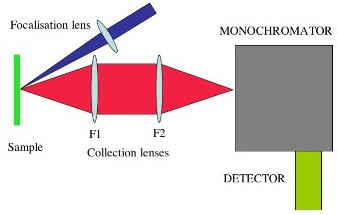 Focalisation lens
MONOCHROMATOR
F1
F2
Sample
Collection lenses
DETECTOR